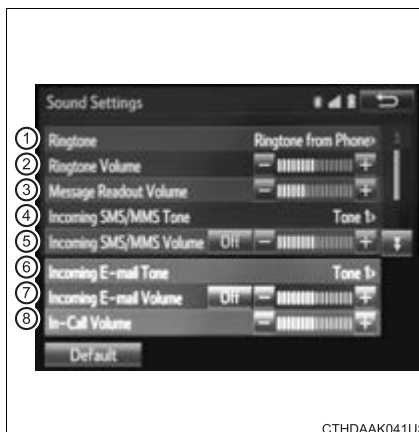 Sound Settings
① Ringtone Ringtone from Phone
② Ringtone Volume − +
③ Message Readout Volume − +
④ Incoming SMS/MMS Tone Tone 1
⑤ Incoming SMS/MMS Volume Off − +
⑥ Incoming E-mail Tone Tone 1
⑦ Incoming E-mail Volume Off − +
⑧ In-Call Volume − +
Default